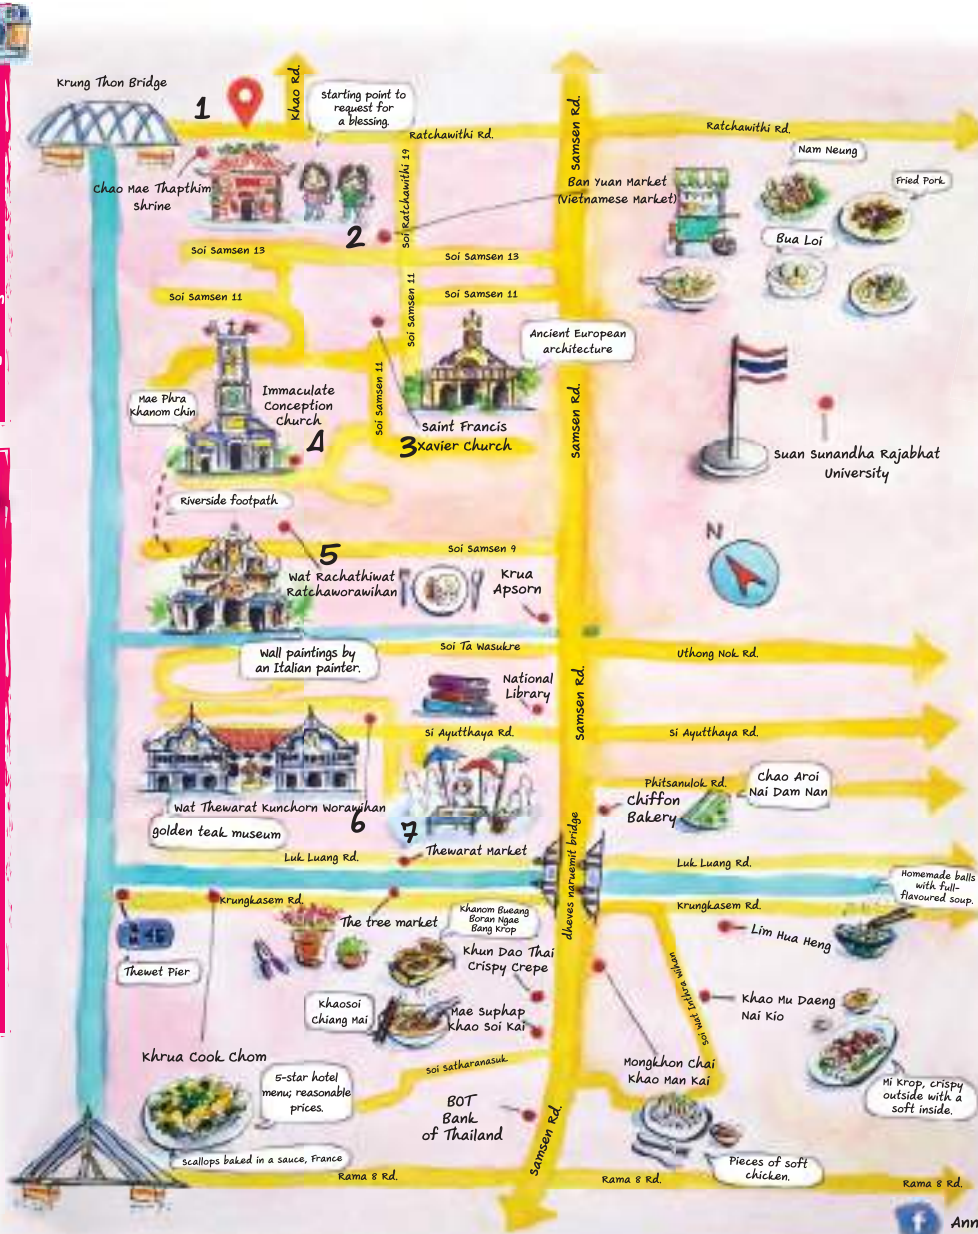 Krung Thon Bridge
1
Khao Rd.
Starting point to
request for
a blessing.
Ratchawithi Rd.
Samsen Rd.
Ratchawithi Rd.
Chao Mae Thapthim
shrine
2
Soi Ratchawithi 19
Ban Yuan Market
(Vietnamese Market)
Nam Neung
Fried Pork
Bua Loi
Soi Samsen 13
Soi Samsen 13
Soi Samsen 11
Soi Samsen 11
Soi Samsen 11
Ancient European
architecture
Mae Phra
Khanom Chin
Immaculate
Conception
Church
4
Soi Samsen 11
Saint Francis
3 Xavier Church
Samsen Rd.
Suan Sunandha Rajabhat
University
Riverside footpath
5
Soi Samsen 9
N
Wat Rachathiwat
Ratchaworawihan
Krua
Apsorn
Wall paintings by
an Italian painter.
Soi Ta Wasukre
Uthong Nok Rd.
National
Library
Samsen Rd.
Si Ayutthaya Rd.
Si Ayutthaya Rd.
Wat Thewarat Kunchorn Worawihan
golden teak museum
6
7
Phitsanulok Rd.
Chao Aroi
Nai Dam Nan
Chiffon
Bakery
Luk Luang Rd.
Thewarat Market
dheves naruemit bridge
Luk Luang Rd.
Homemade balls
with full-
flavoured soup.
Krungkasem Rd.
Krungkasem Rd.
The tree market
Khanom Bueang
Boran Ngae
Bang Krop
Lim Hua Heng
Thewet Pier
Khun Dao Thai
Crispy Crepe
soi wat Inthra wihan
Khaosoi
Chiang Mai
Mae Suphap
Khao Soi Kai
Khao Mu Daeng
Nai Kio
Khrua Cook Chom
Soi Satharanasuk
Mongkhon Chai
Khao Man Kai
5-star hotel
menu; reasonable
prices.
Mi Krop, crispy
outside with a
soft inside.
BOT
Bank
of Thailand
Samsen Rd.
Scallops baked in a sauce, France
Pieces of soft
chicken.
Rama 8 Rd.
Rama 8 Rd.
Rama 8 Rd.
f Ann